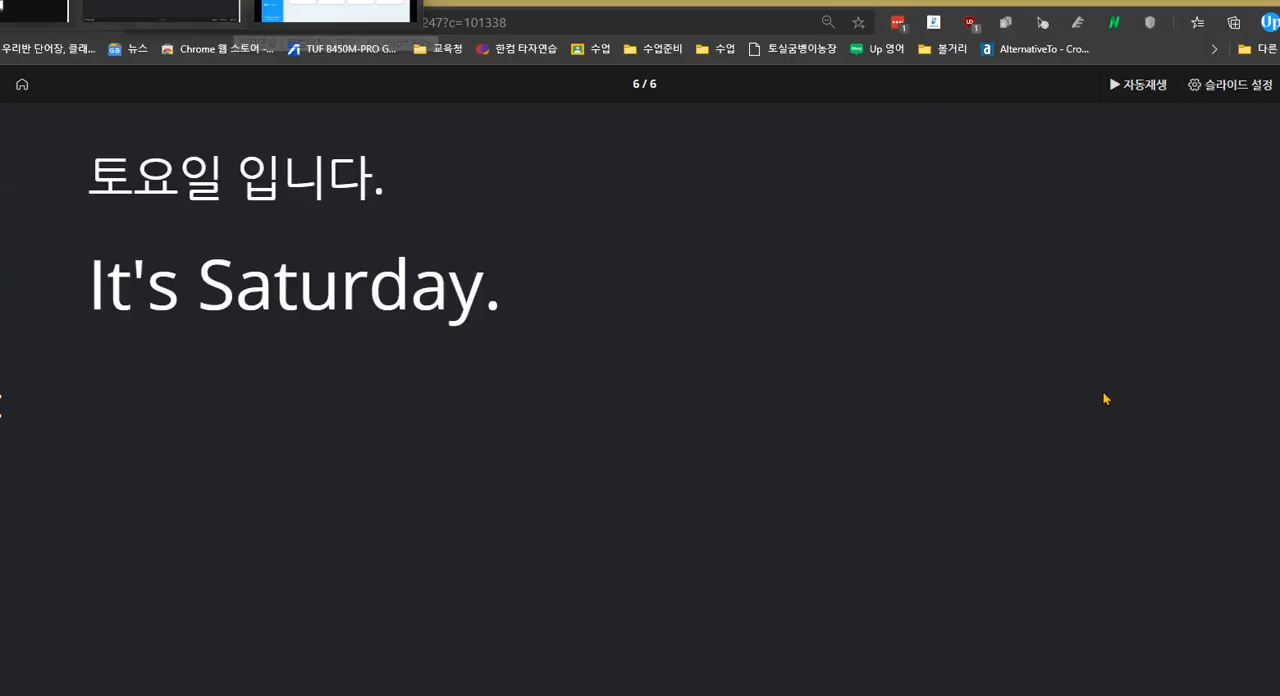 247?c=101338
우리반 단어장, 클래... 뉴스 Chrome 웹 스토어 -... TUF B450M-PRO G... 교육청 한컴 타자연습 수업 수업준비 수업 토실굼벵이농장 Up 영어 볼거리 AlternativeTo - Cro... 다른
6 / 6 자동재생 슬라이드 설정
토요일 입니다.
It's Saturday.